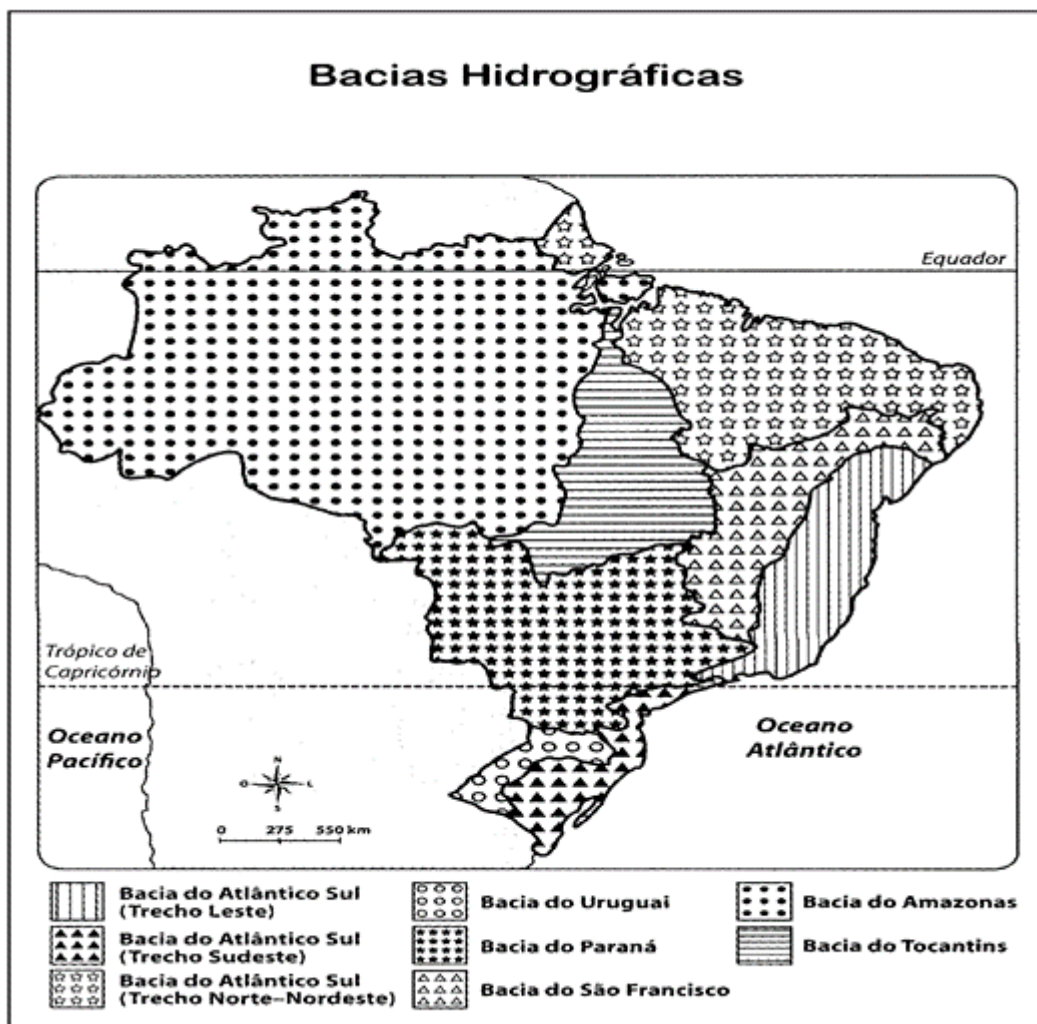 Bacias Hidrográficas
Equador
Trópico de
Capricórnio
Oceano
Pacífico
Oceano
Atlântico
N
O L
S
0 275 550 km
Bacia do Atlântico Sul
(Trecho Leste)
Bacia do Atlântico Sul
(Trecho Sudeste)
Bacia do Atlântico Sul
(Trecho Norte-Nordeste)
Bacia do Uruguai
Bacia do Paraná
Bacia do São Francisco
Bacia do Amazonas
Bacia do Tocantins